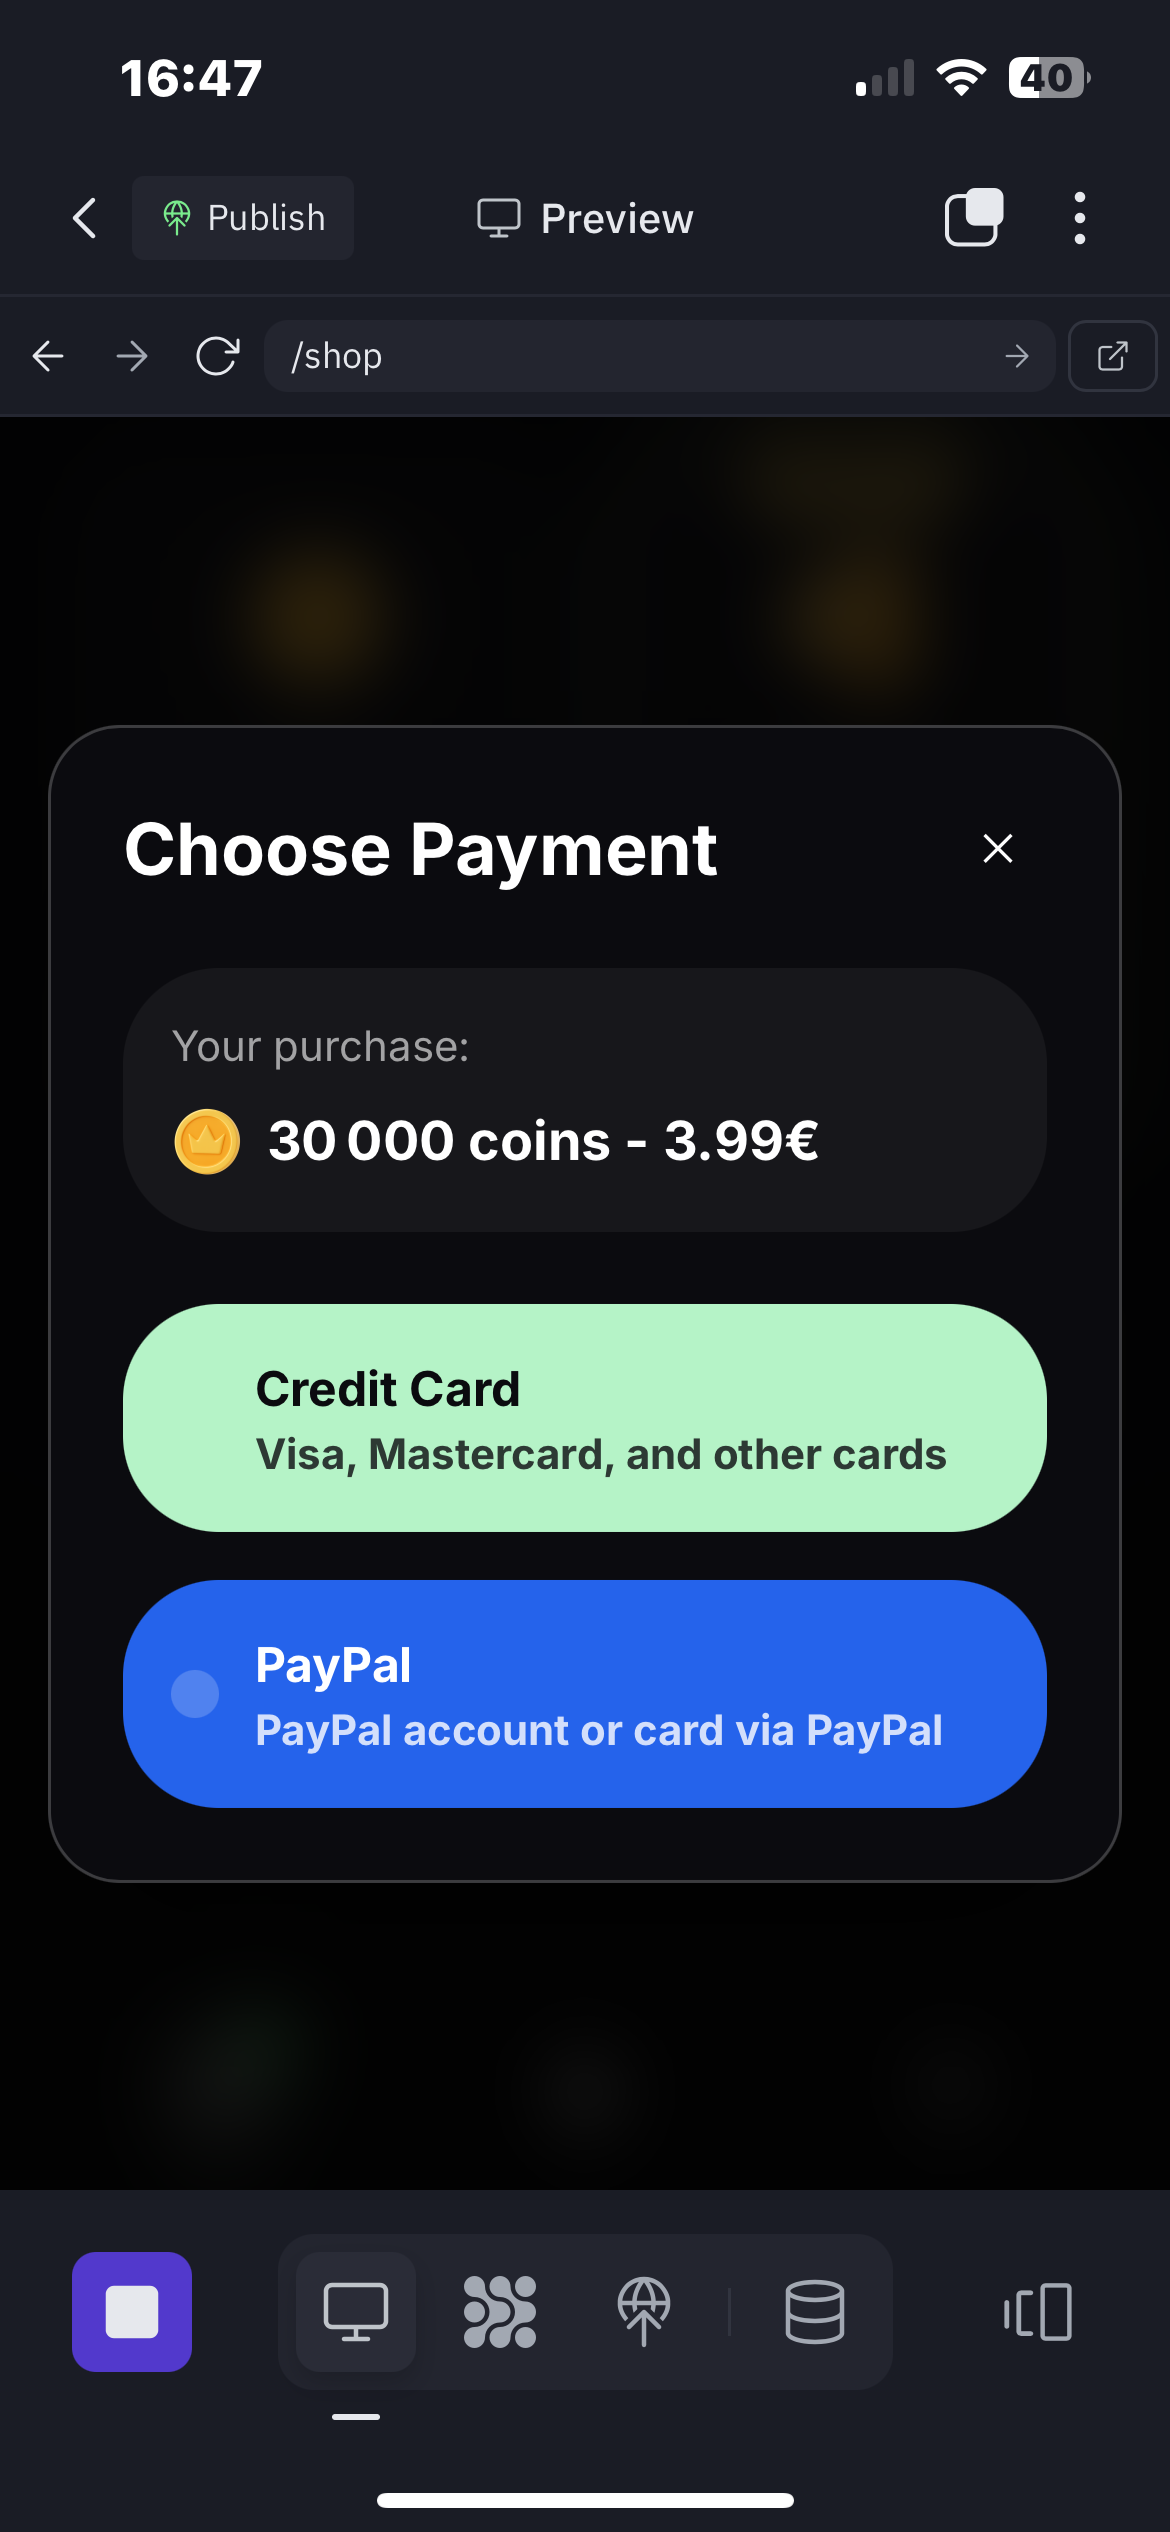 16:47
40
Publish
Preview
/shop
Choose Payment
Your purchase:
30 000 coins - 3.99€
Credit Card
Visa, Mastercard, and other cards
PayPal
PayPal account or card via PayPal